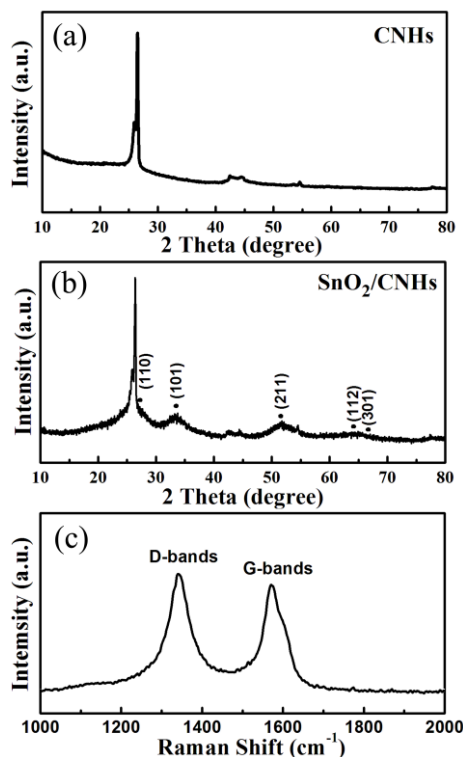 (a)
CNHs
Intensity (a.u.)
10 20 30 40 50 60 70 80
2 Theta (degree)
(b)
SnO₂/CNHs
Intensity (a.u.)
(110)
(101)
(211)
(112)
(301)
10 20 30 40 50 60 70 80
2 Theta (degree)
(c)
D-bands
G-bands
Intemsity (a.u.)
1000 1200 1400 1600 1800 2000
Raman Shift (cm⁻¹)